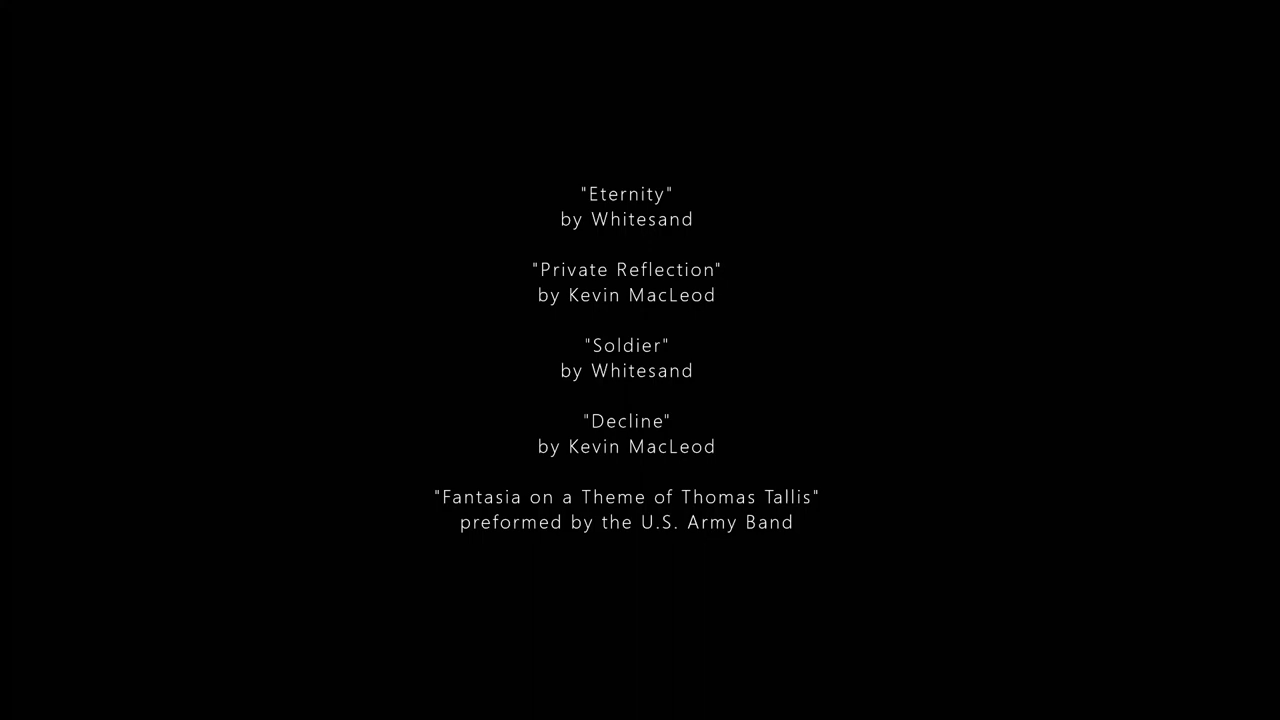 "Eternity"
by Whitesand
"Private Reflection"
by Kevin MacLeod
"Soldier"
by Whitesand
"Decline"
by Kevin MacLeod
"Fantasia on a Theme of Thomas Tallis"
preformed by the U.S. Army Band